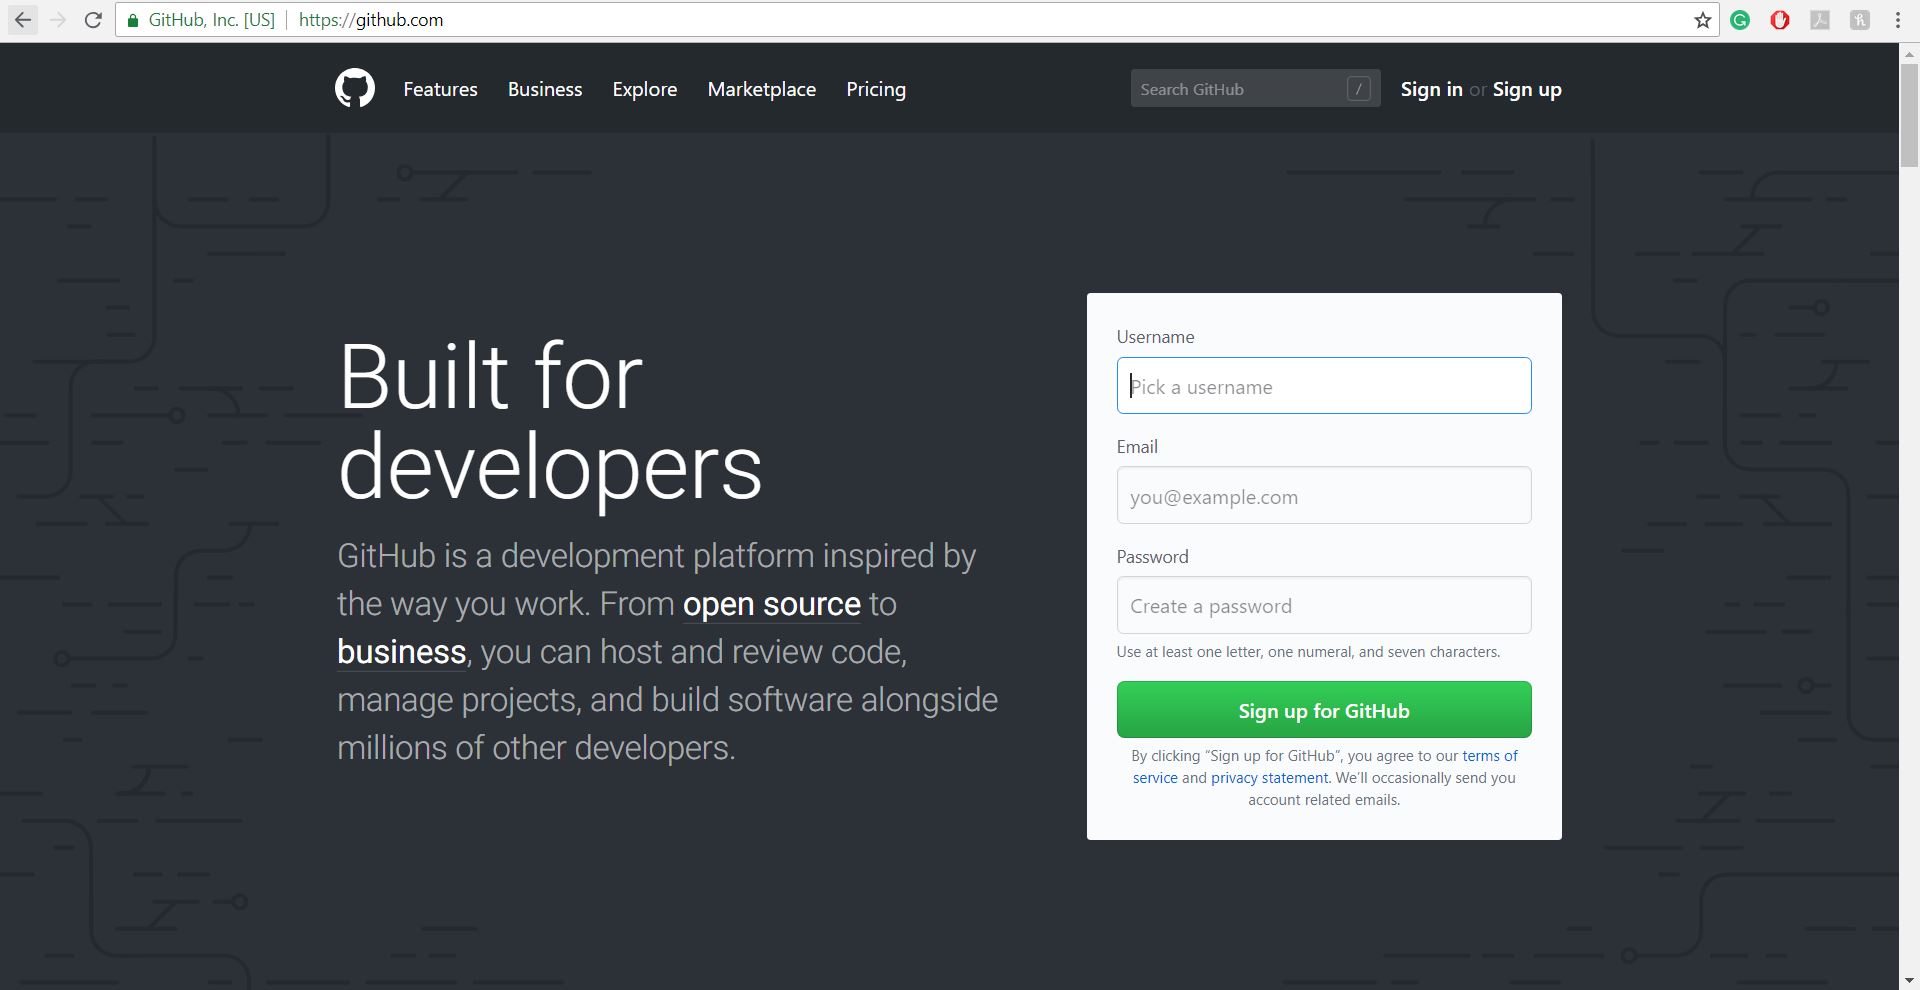 GitHub, Inc. [US] https://github.com
Features Business Explore Marketplace Pricing Search GitHub / Sign in or Sign up
Built for
developers
GitHub is a development platform inspired by
the way you work. From open source to
business, you can host and review code,
manage projects, and build software alongside
millions of other developers.
Username
Pick a username
Email
you@example.com
Password
Create a password
Use at least one letter, one numeral, and seven characters.
Sign up for GitHub
By clicking “Sign up for GitHub”, you agree to our terms of
service and privacy statement. We’ll occasionally send you
account related emails.